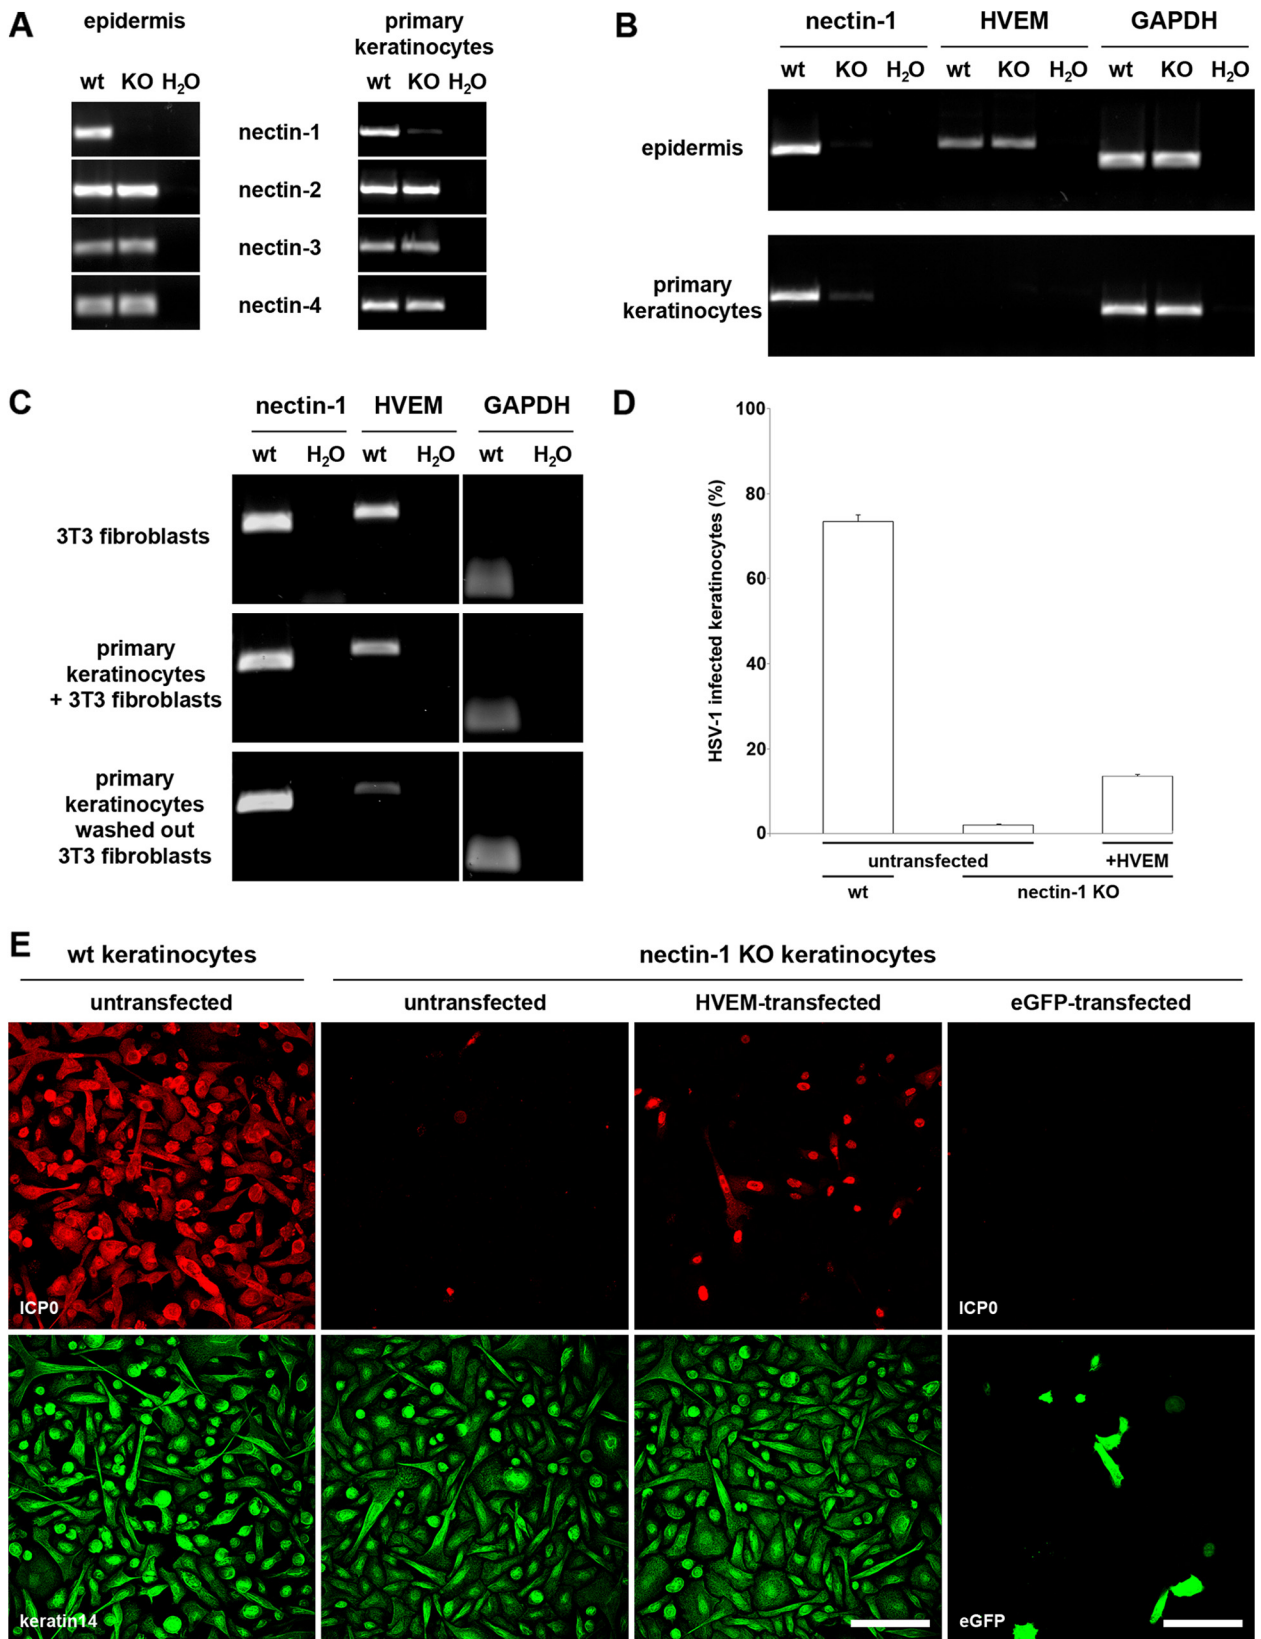 A
epidermis
primary
keratinocytes
wt KO H2O
wt KO H2O
nectin-1
nectin-2
nectin-3
nectin-4
B
nectin-1 HVEM GAPDH
wt KO H2O wt KO H2O wt KO H2O
epidermis
primary
keratinocytes
C
nectin-1 HVEM GAPDH
wt H2O wt H2O wt H2O
3T3 fibroblasts
primary
keratinocytes
+ 3T3 fibroblasts
primary
keratinocytes
washed out
3T3 fibroblasts
D
HSV-1 infected keratinocytes (%)
100
80
60
40
20
0
untransfected +HVEM
wt nectin-1 KO
E
wt keratinocytes nectin-1 KO keratinocytes
untransfected untransfected HVEM-transfected eGFP-transfected
ICP0 ICP0
keratin14 eGFP